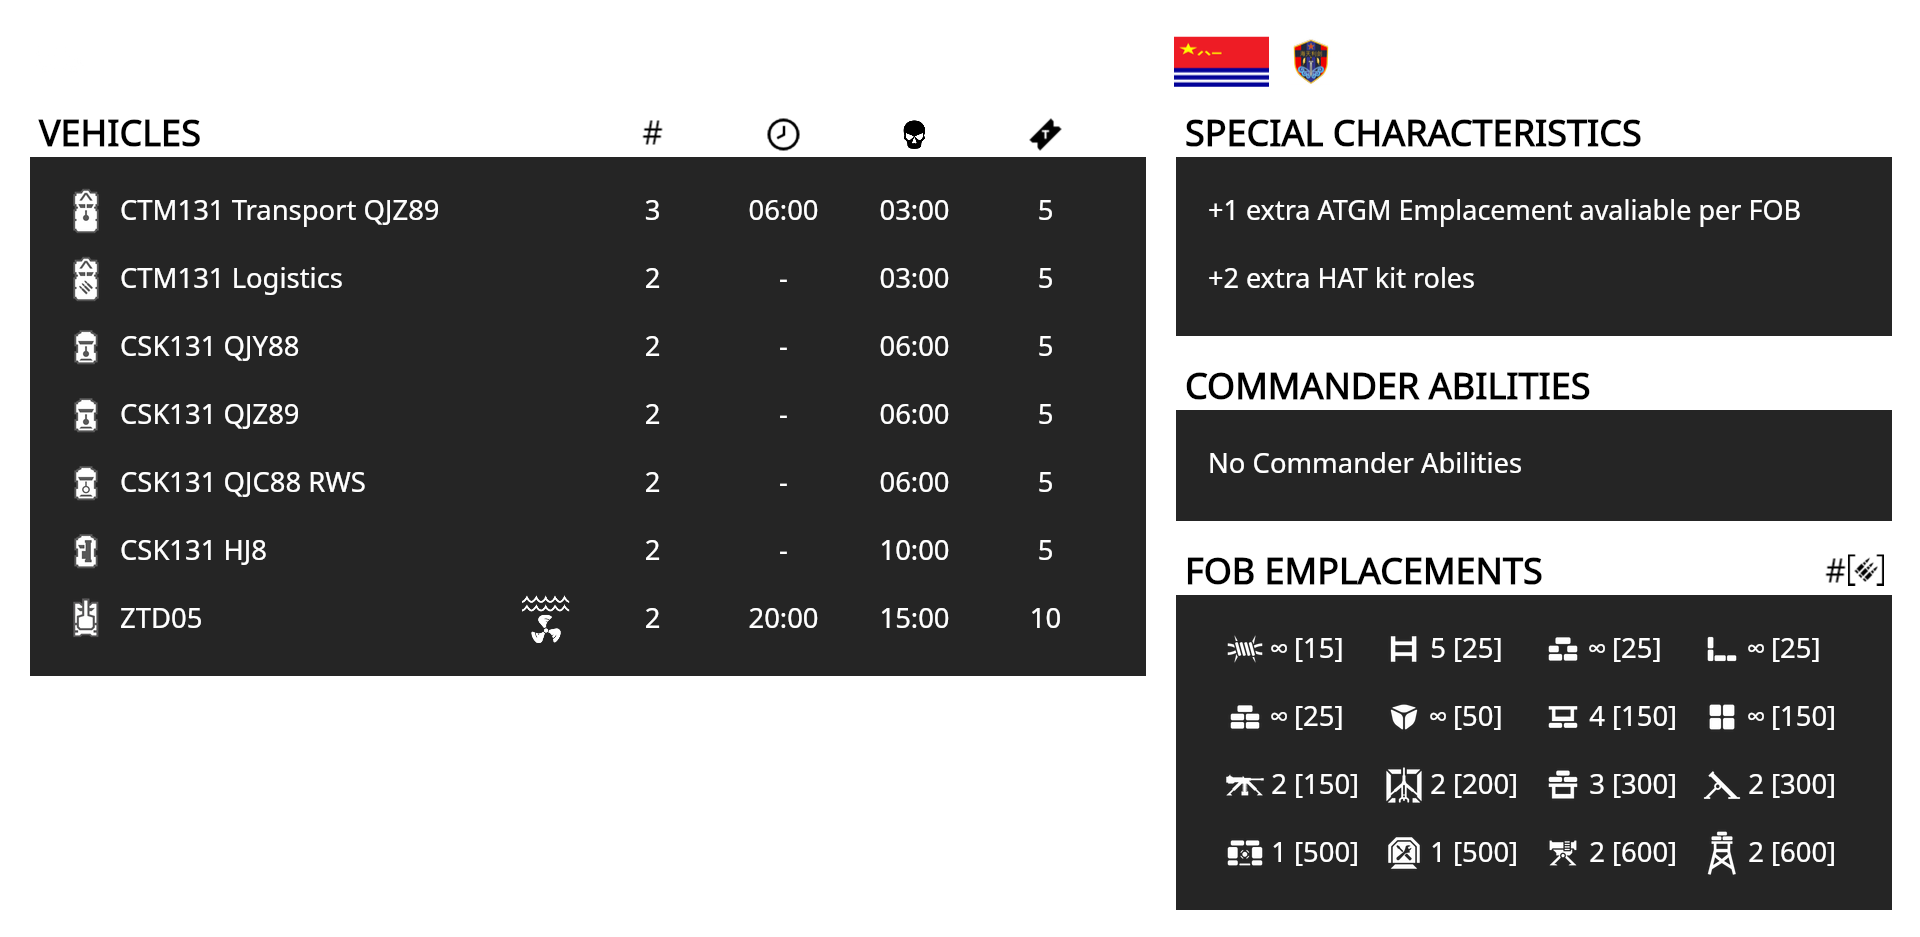 VEHICLES #
CTM131 Transport QJZ89 3 06:00 03:00 5
CTM131 Logistics 2 - 03:00 5
CSK131 QJY88 2 - 06:00 5
CSK131 QJZ89 2 - 06:00 5
CSK131 QJC88 RWS 2 - 06:00 5
CSK131 HJ8 2 - 10:00 5
ZTD05 2 20:00 15:00 10
SPECIAL CHARACTERISTICS
+1 extra ATGM Emplacement avaliable per FOB
+2 extra HAT kit roles
COMMANDER ABILITIES
No Commander Abilities
FOB EMPLACEMENTS #[]
∞ [15] 5 [25] ∞ [25] ∞ [25]
∞ [25] ∞ [50] 4 [150] ∞ [150]
2 [150] 2 [200] 3 [300] 2 [300]
1 [500] 1 [500] 2 [600] 2 [600]